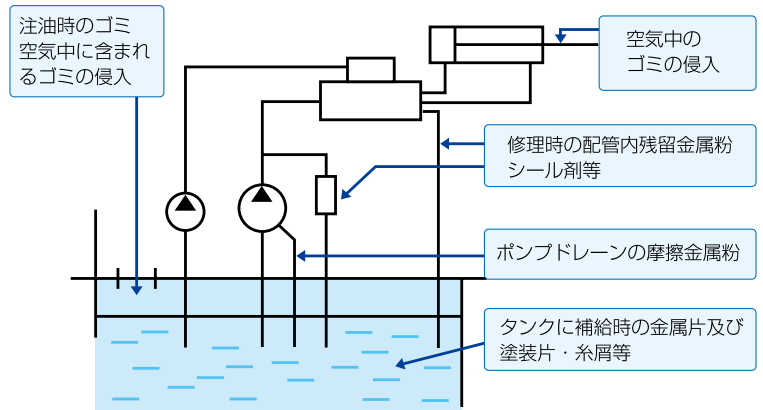 注油時のゴミ
空気中に含まれ
るゴミの侵入
空気中の
ゴミの侵入
修理時の配管内残留金属粉
シール剤等
ポンプドレーンの摩擦金属粉
タンクに補給時の金属片及び
塗装片・糸屑等